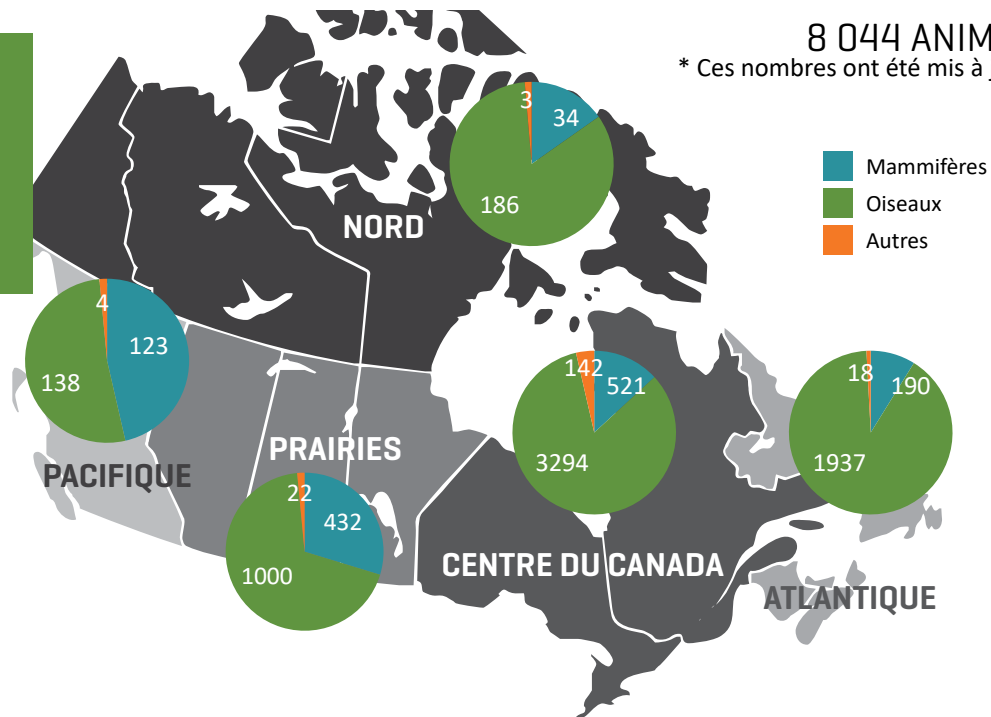 8 044 ANIM
* Ces nombres ont été mis à j
Mammifères
Oiseaux
Autres
3
34
186
NORD
4
123
138
PACIFIQUE
PRAIRIES
22
432
1000
142
521
3294
CENTRE DU CANADA
18
190
1937
ATLANTIQUE